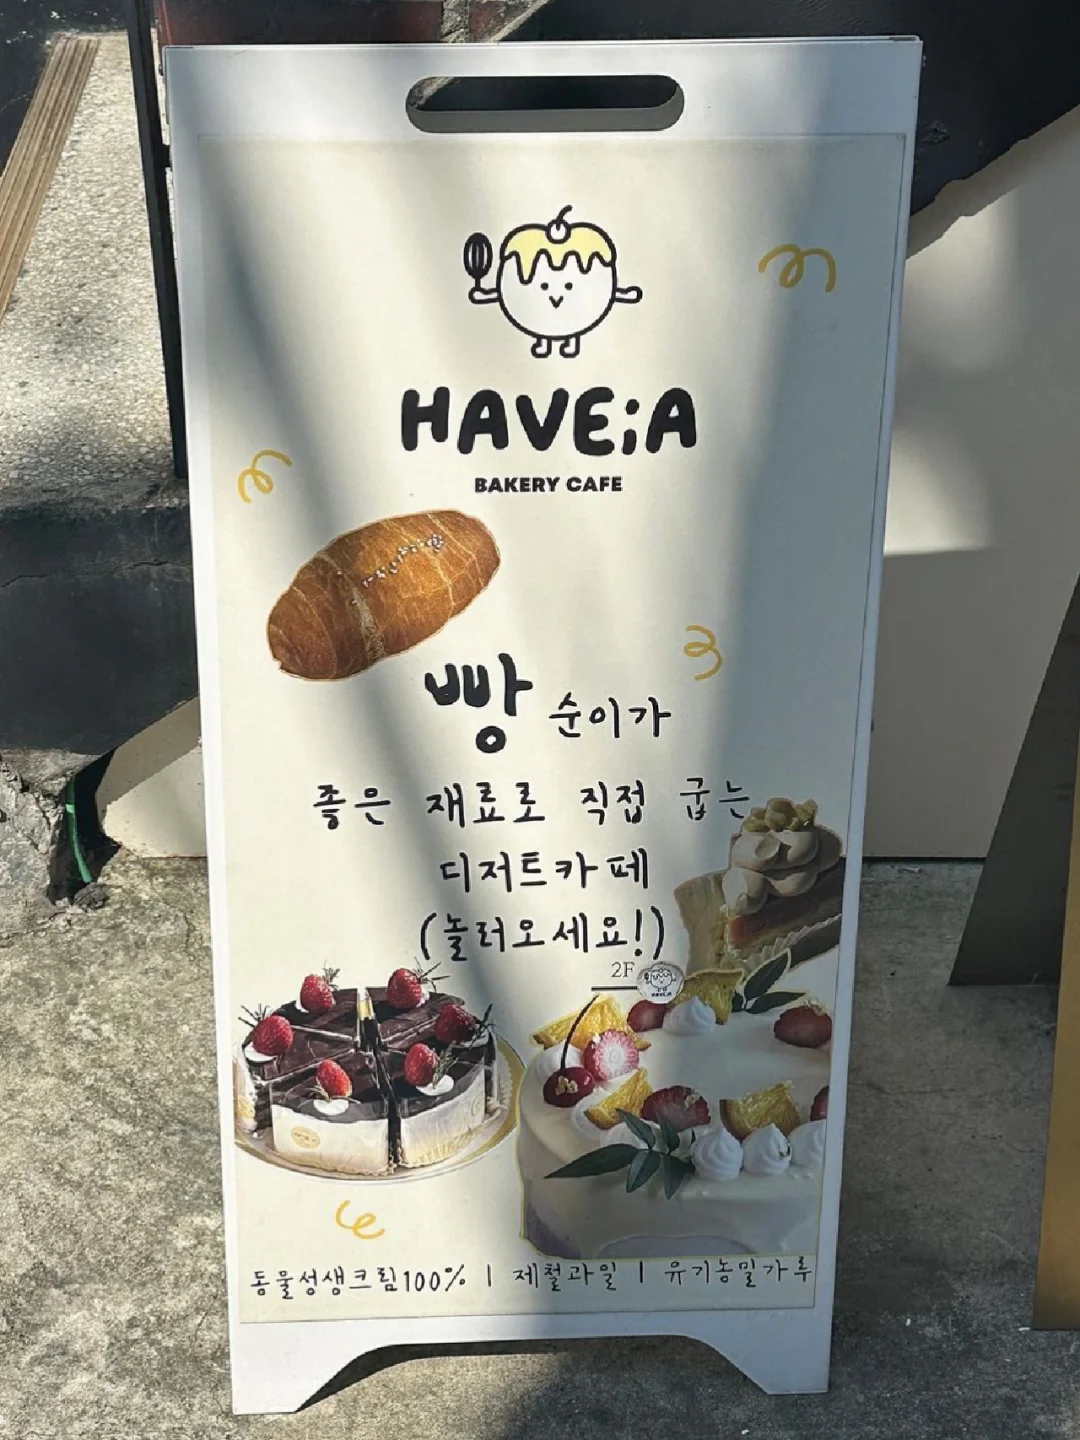 HAVE;A
BAKERY CAFE
빵순이가
좋은 재료로 직접 굽는
디저트카페
(놀러오세요!)
2F
동물성생크림100% | 제철과일 | 유기농밀가루